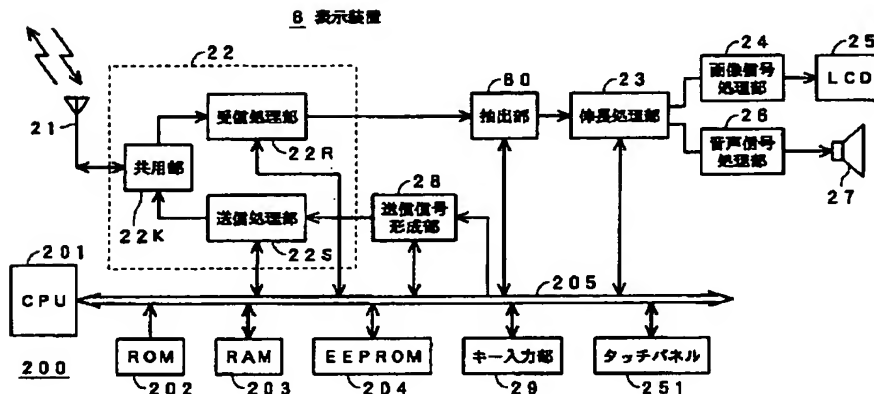 6 表示装置
22
21
受信処理部
22R
共用部
22K
送信処理部
22S
28
送信信号
形成部
60
抽出部
23
伸長処理部
24
画像信号
処理部
25
LCD
26
音声信号
処理部
27
201
CPU
200
205
ROM
202
RAM
203
EEPROM
204
キー入力部
29
タッチパネル
251